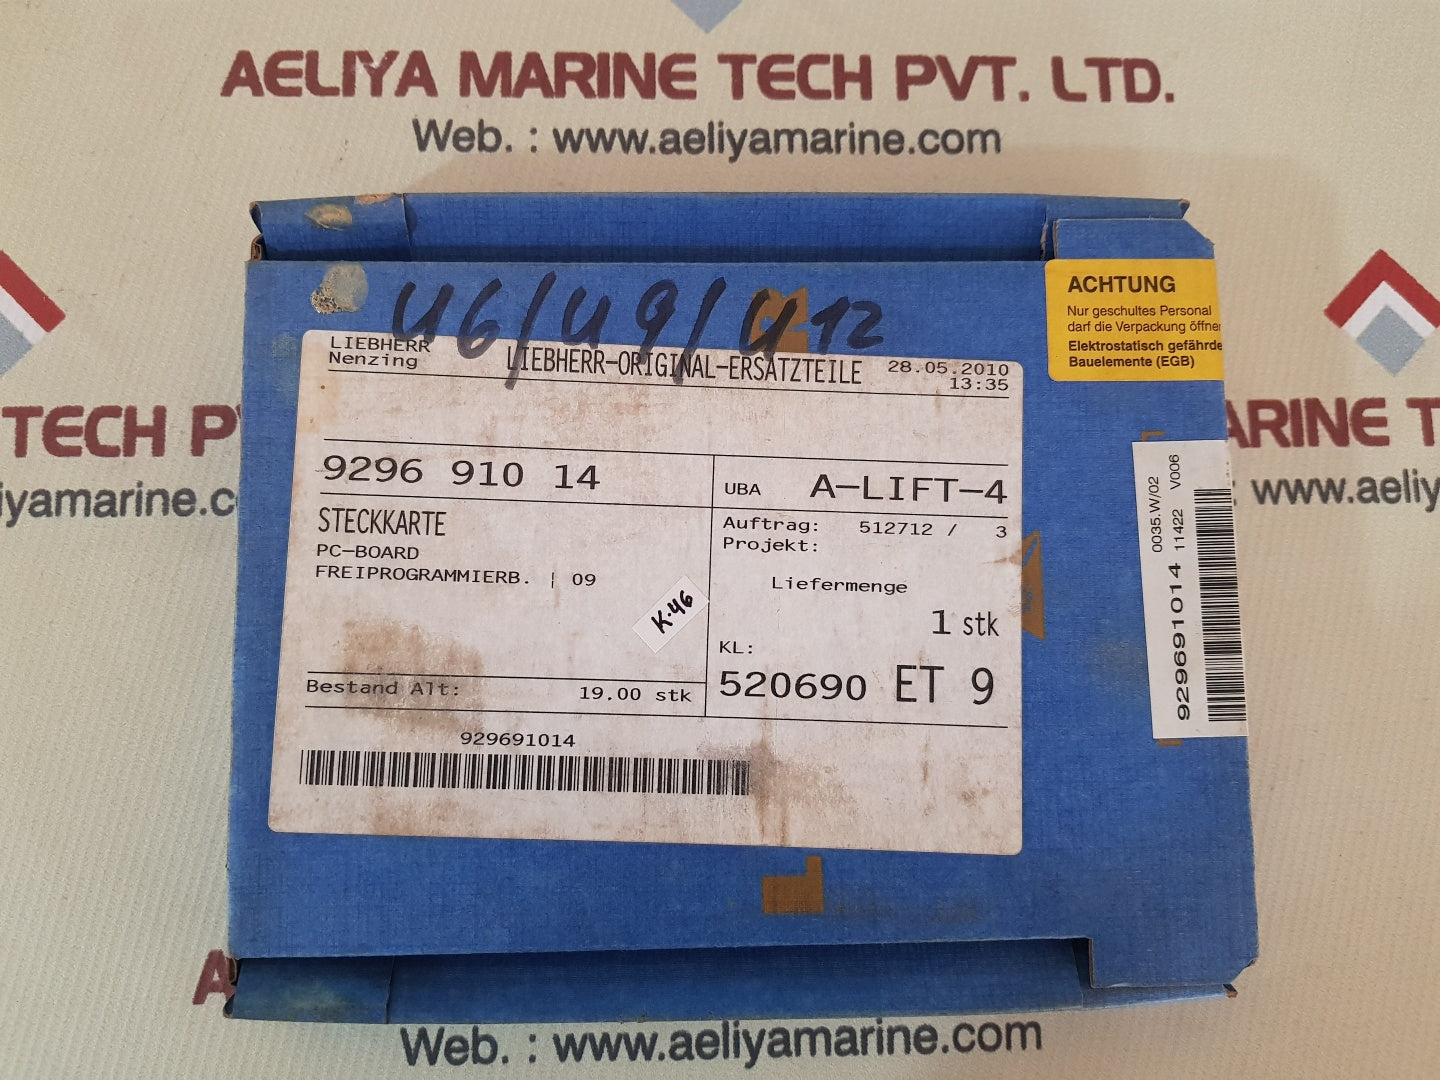 AELIYA MARINE TECH PVT. LTD.
Web. : www.aeliyamarine.com
U6/U9/U12
LIEBHERR
Nenzing
LIEBHERR-ORIGINAL-ERSATZTEILE
28.05.2010
13:35
9296 910 14
UBA A-LIFT-4
STECKKARTE
PC-BOARD
FREIPROGRAMMIERB. | 09
Auftrag: 512712 / 3
Projekt:
Liefermenge
1 stk
K-46
KL:
520690 ET 9
Bestand Alt: 19.00 stk
929691014
ACHTUNG
Nur geschultes Personal
darf die Verpackung öffne
Elektrostatisch gefährde
Bauelemente (EGB)
0035.W/02
929691014 11422 V006
TECH P
iyamarine.c
ARINE T
: www.aeliy
A
Web. : www.aeliyamarine.com